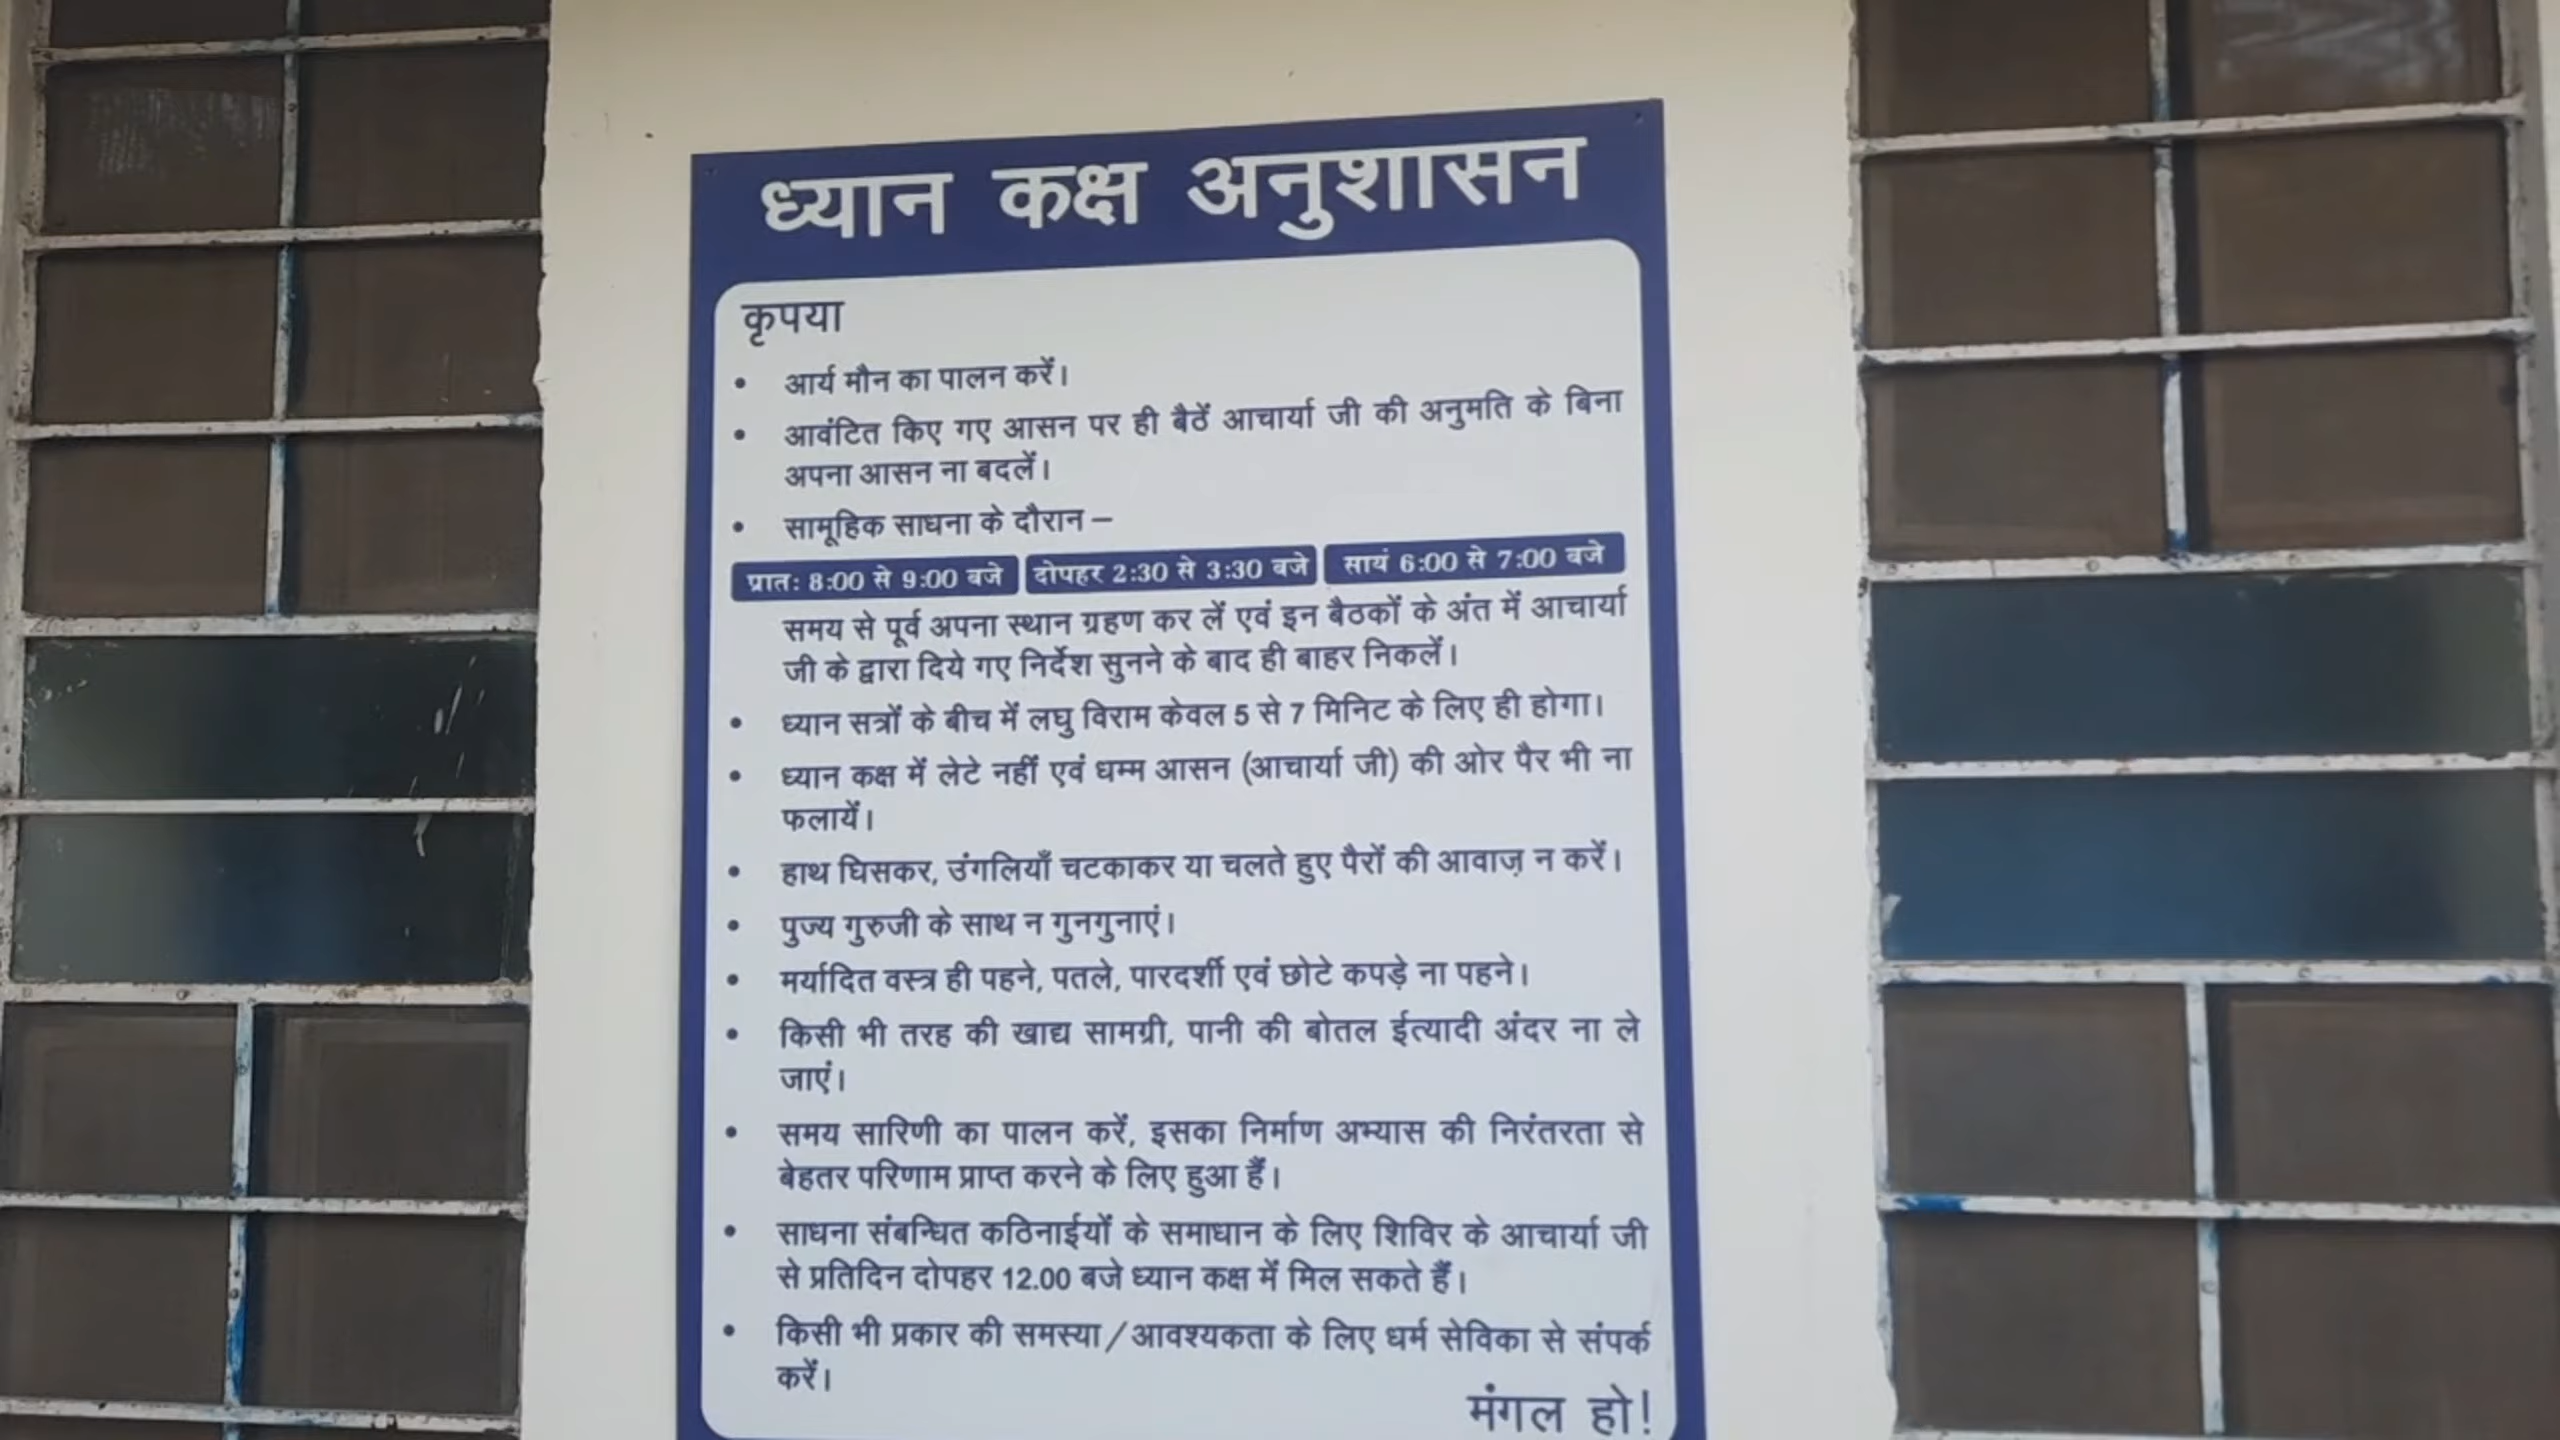 ध्यान कक्ष अनुशासन
कृपया
• आर्य मौन का पालन करें।
• आवंटित किए गए आसन पर ही बैठें आचार्या जी की अनुमति के बिना
अपना आसन ना बदलें।
• सामूहिक साधना के दौरान –
प्रातः 8:00 से 9:00 बजे दोपहर 2:30 से 3:30 बजे सायं 6:00 से 7:00 बजे
समय से पूर्व अपना स्थान ग्रहण कर लें एवं इन बैठकों के अंत में आचार्या
जी के द्वारा दिये गए निर्देश सुनने के बाद ही बाहर निकलें।
• ध्यान सत्रों के बीच में लघु विराम केवल 5 से 7 मिनिट के लिए ही होगा।
• ध्यान कक्ष में लेटे नहीं एवं धम्म आसन (आचार्या जी) की ओर पैर भी ना
फलायें।
• हाथ घिसकर, उंगलियाँ चटकाकर या चलते हुए पैरों की आवाज़ न करें।
• पुज्य गुरुजी के साथ न गुनगुनाएं।
• मर्यादित वस्त्र ही पहने, पतले, पारदर्शी एवं छोटे कपड़े ना पहने।
• किसी भी तरह की खाद्य सामग्री, पानी की बोतल ईत्यादी अंदर ना ले
जाएं।
• समय सारिणी का पालन करें, इसका निर्माण अभ्यास की निरंतरता से
बेहतर परिणाम प्राप्त करने के लिए हुआ हैं।
• साधना संबन्धित कठिनाईयों के समाधान के लिए शिविर के आचार्या जी
से प्रतिदिन दोपहर 12.00 बजे ध्यान कक्ष में मिल सकते हैं।
• किसी भी प्रकार की समस्या/आवश्यकता के लिए धर्म सेविका से संपर्क
करें।
मंगल हो!